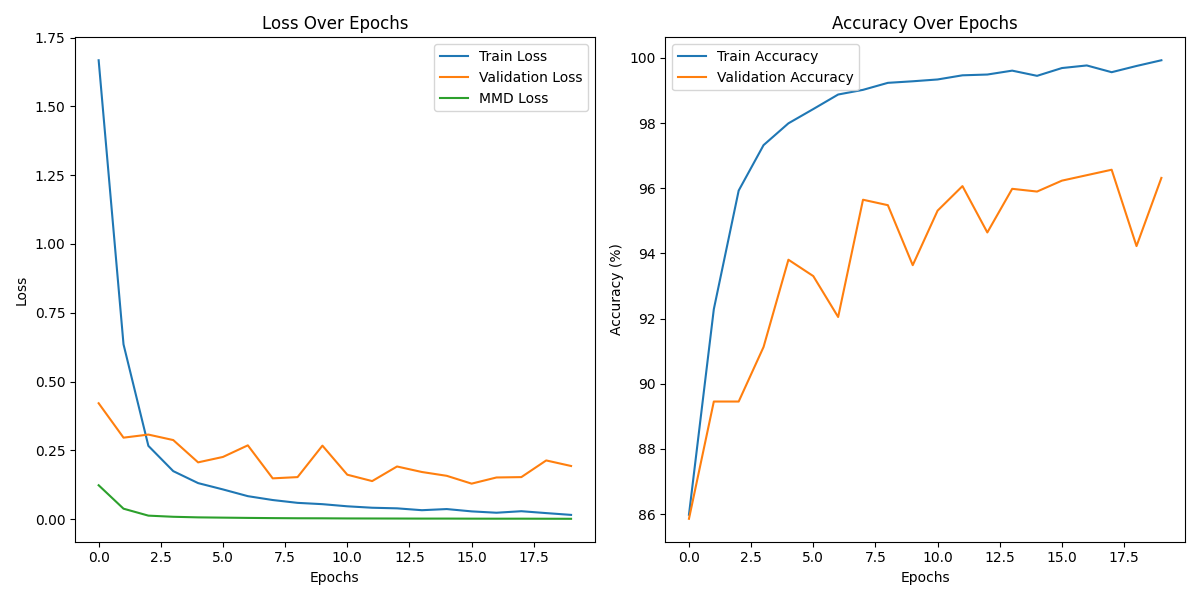 Loss Over Epochs
1.75
1.50
1.25
1.00
0.75
0.50
0.25
0.00
Loss
Train Loss
Validation Loss
MMD Loss
0.0 2.5 5.0 7.5 10.0 12.5 15.0 17.5
Epochs
Accuracy Over Epochs
100
98
96
94
92
90
88
86
Accuracy (%)
Train Accuracy
Validation Accuracy
0.0 2.5 5.0 7.5 10.0 12.5 15.0 17.5
Epochs